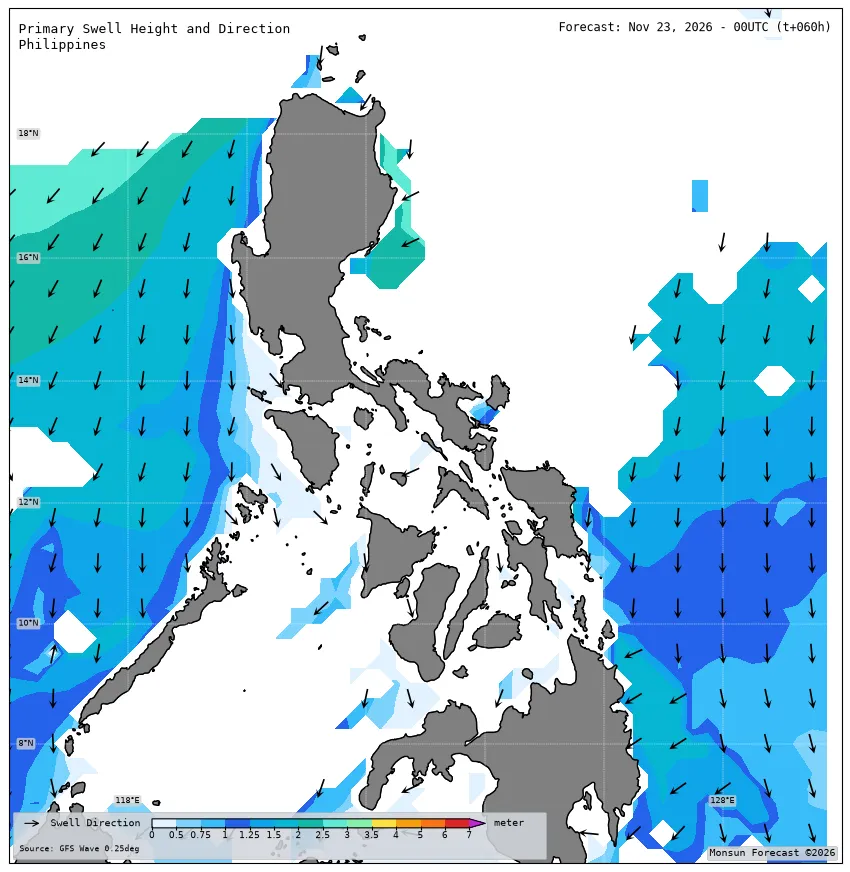 Primary Swell Height and Direction
Philippines
Forecast: Nov 23, 2026 - 00UTC (t+060h)
18°N
16°N
14°N
12°N
10°N
8°N
118°E
128°E
Swell Direction
0 0.5 0.75 1 1.25 1.5 2 2.5 3 3.5 4 5 6 7
meter
Source: GFS Wave 0.25deg
Monsun Forecast ©2026